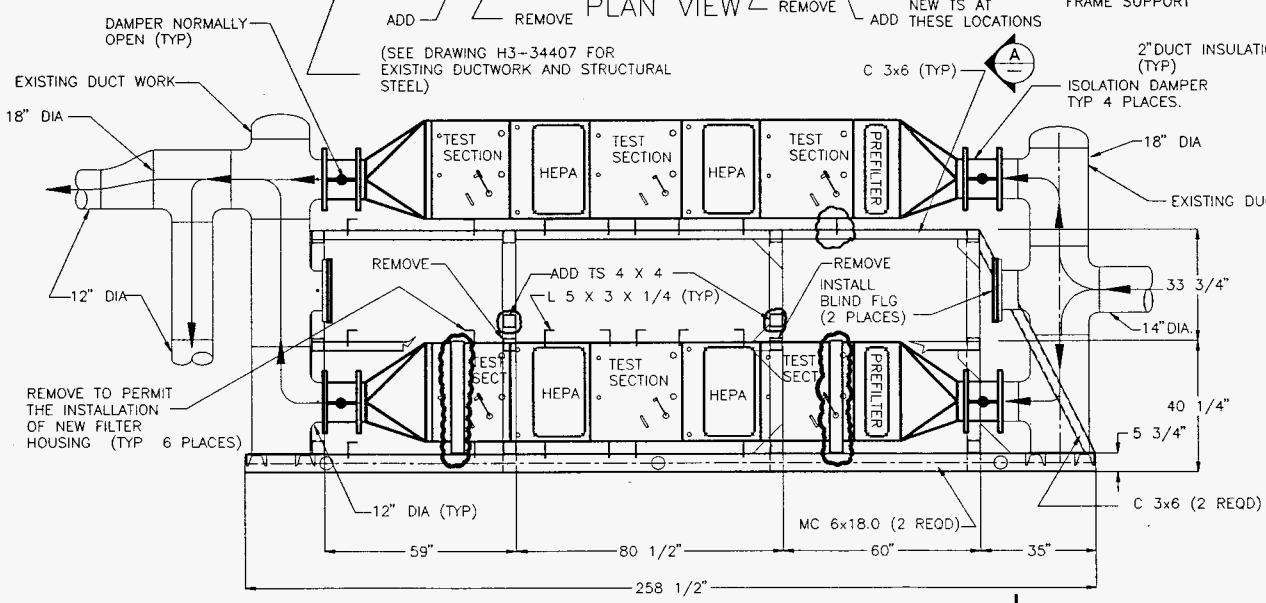 ADD
REMOVE
PLAN VIEW
REMOVE
ADD
NEW TS AT
THESE LOCATIONS
FRAME SUPPORT
DAMPER NORMALLY
OPEN (TYP)
(SEE DRAWING H3-34407 FOR
EXISTING DUCTWORK AND STRUCTURAL
STEEL)
C 3x6 (TYP)
A
2" DUCT INSULATIO
(TYP)
ISOLATION DAMPER
TYP 4 PLACES.
EXISTING DUCT WORK
18" DIA
18" DIA
EXISTING DU
TEST
SECTION
HEPA
TEST
SECTION
HEPA
TEST
SECTION
PREFILTER
REMOVE
ADD TS 4 X 4
L 5 X 3 X 1/4 (TYP)
REMOVE
INSTALL
BLIND FLG
(2 PLACES)
33 3/4"
12" DIA
14" DIA.
REMOVE TO PERMIT
THE INSTALLATION
OF NEW FILTER
HOUSING (TYP 6 PLACES)
TEST
SECT
HEPA
TEST
SECTION
HEPA
TEST
SECT
PREFILTER
40 1/4"
5 3/4"
12" DIA (TYP)
MC 6x18.0 (2 REQD)
C 3x6 (2 REQD)
59"
80 1/2"
60"
35"
258 1/2"